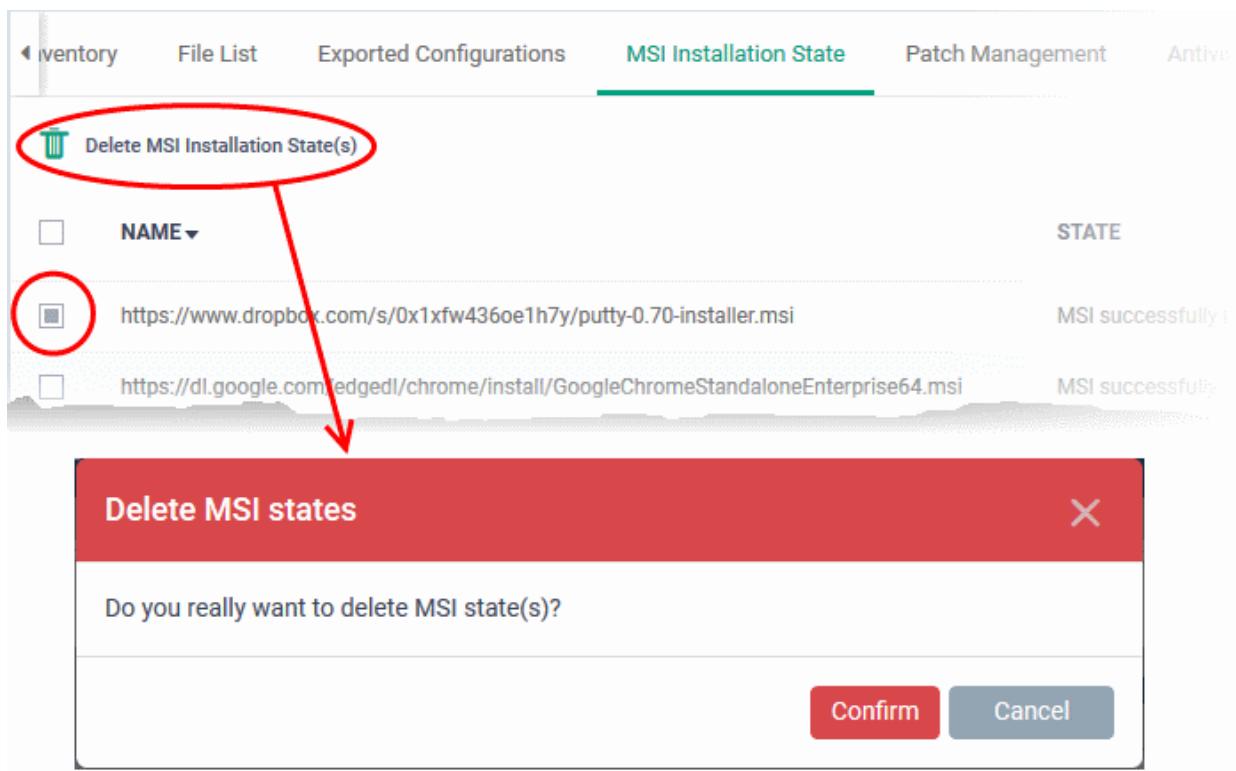 nventory File List Exported Configurations MSI Installation State Patch Management Antiv
Delete MSI Installation State(s)
NAME STATE
https://www.dropbox.com/s/0x1xfw436oe1h7y/putty-0.70-installer.msi MSI successfully
https://dl.google.com/edgedl/chrome/install/GoogleChromeStandaloneEnterprise64.msi MSI successfully
Delete MSI states
Do you really want to delete MSI state(s)?
Confirm Cancel